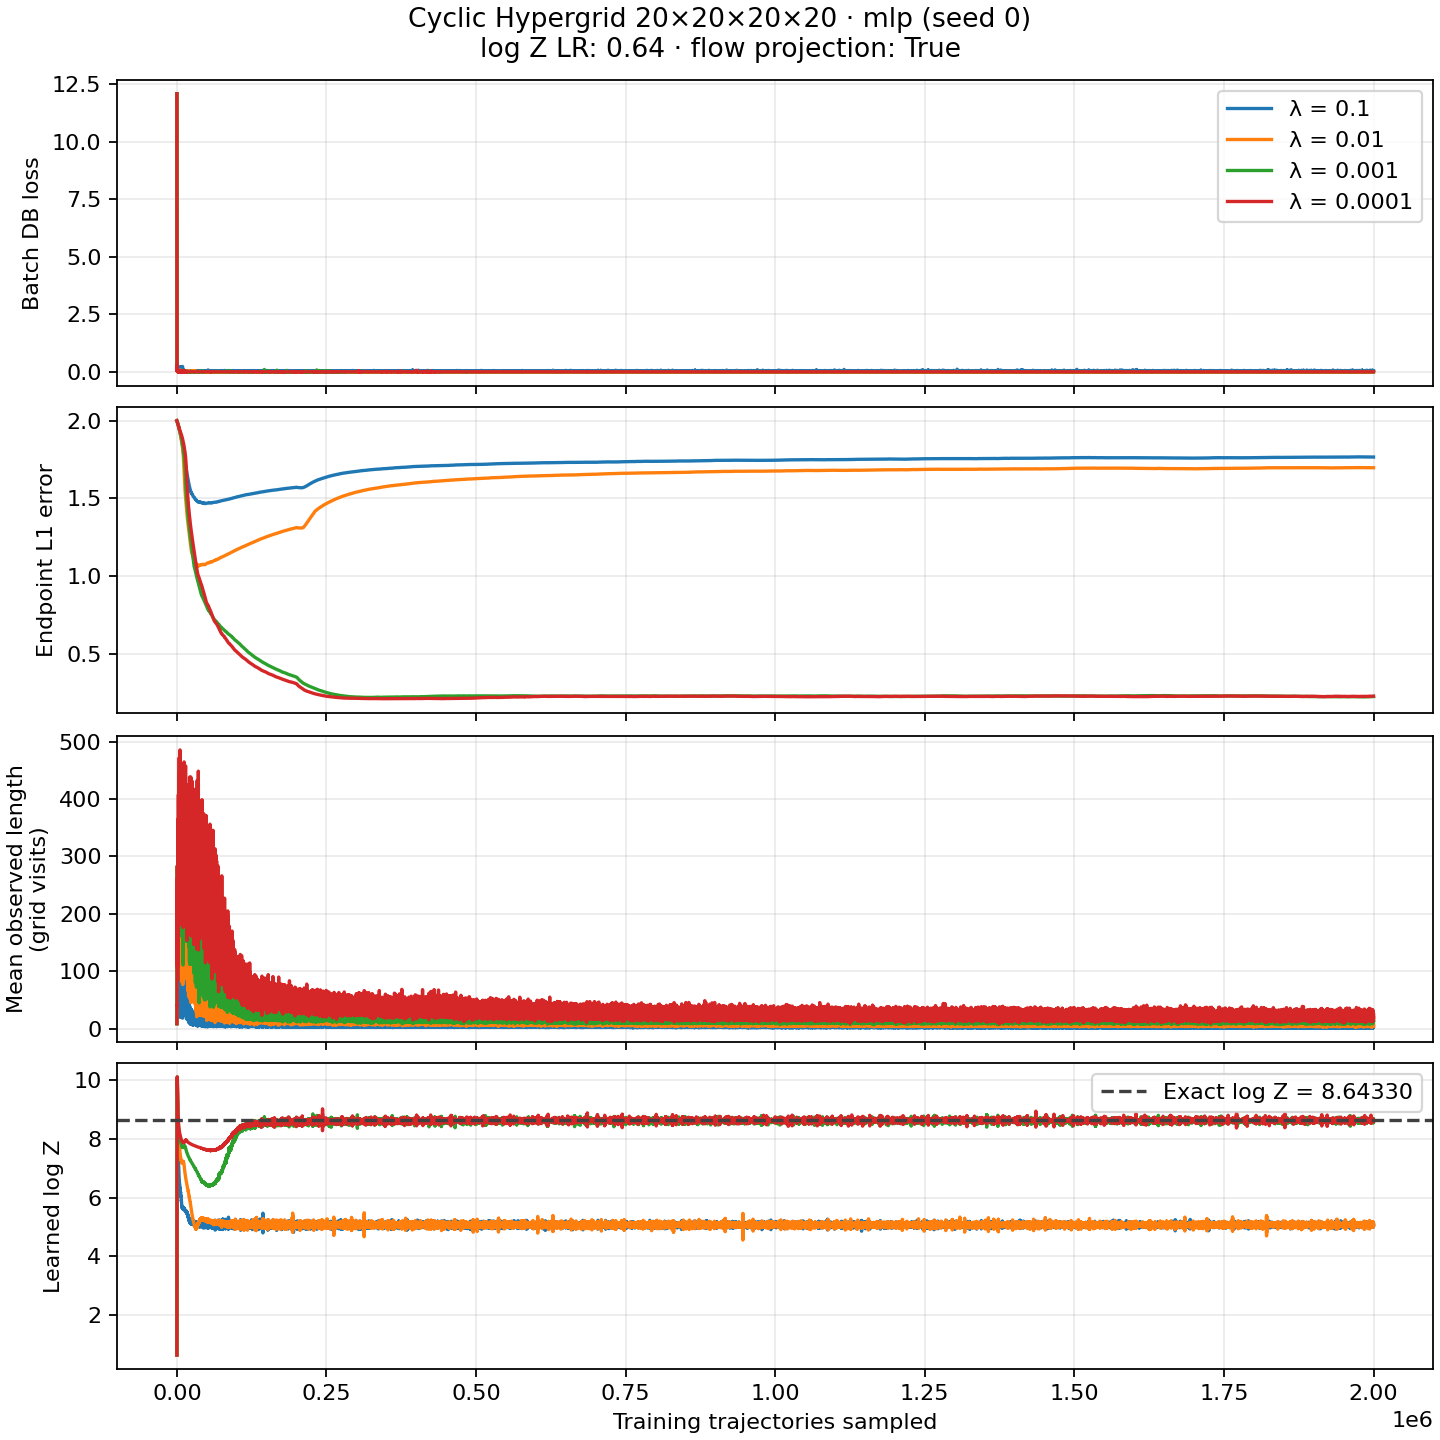 Cyclic Hypergrid 20×20×20×20 · mlp (seed 0)
log Z LR: 0.64 · flow projection: True
12.5
10.0
7.5
5.0
2.5
0.0
Batch DB loss
λ = 0.1
λ = 0.01
λ = 0.001
λ = 0.0001
2.0
1.5
1.0
0.5
Endpoint L1 error
500
400
300
200
100
0
Mean observed length
(grid visits)
10
8
6
4
2
Learned log Z
Exact log Z = 8.64330
0.00 0.25 0.50 0.75 1.00 1.25 1.50 1.75 2.00
1e6
Training trajectories sampled